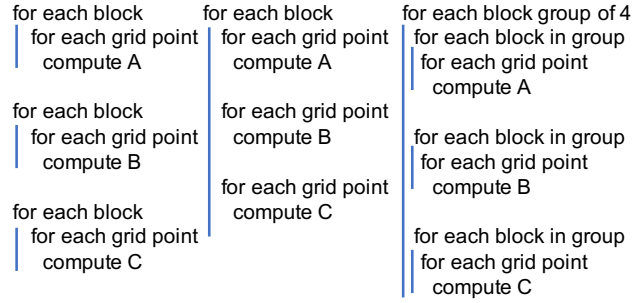 for each block
for each grid point
compute A
for each block
for each grid point
compute B
for each block
for each grid point
compute C
for each block
for each grid point
compute A
for each grid point
compute B
for each grid point
compute C
for each block group of 4
for each block in group
for each grid point
compute A
for each block in group
for each grid point
compute B
for each block in group
for each grid point
compute C